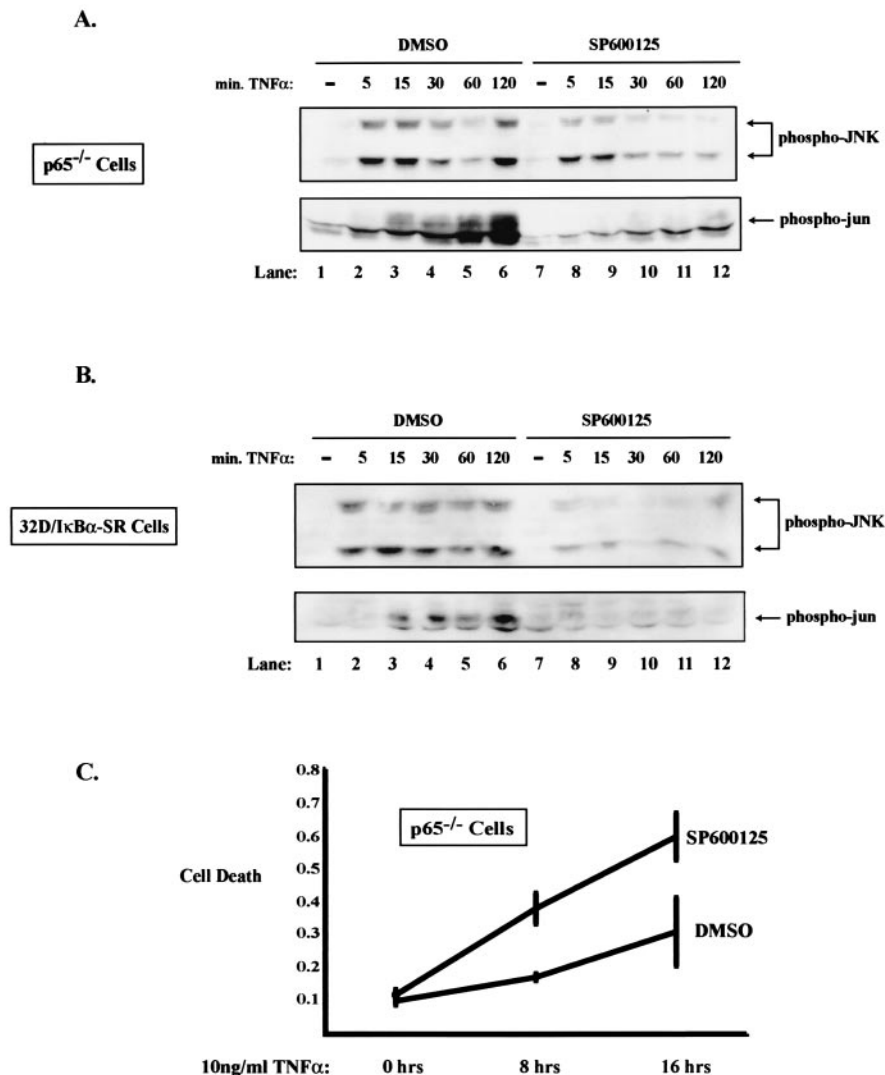 A.
DMSO SP600125
min. TNFα: – 5 15 30 60 120 – 5 15 30 60 120
phospho-JNK
p65-/- Cells
phospho-jun
Lane: 1 2 3 4 5 6 7 8 9 10 11 12
B.
DMSO SP600125
min. TNFα: – 5 15 30 60 120 – 5 15 30 60 120
32D/IκBα-SR Cells
phospho-JNK
phospho-jun
Lane: 1 2 3 4 5 6 7 8 9 10 11 12
C.
0.8
0.7
p65-/- Cells
0.6
SP600125
0.5
Cell Death
0.4
0.3
DMSO
0.2
0.1
10ng/ml TNFα: 0 hrs 8 hrs 16 hrs